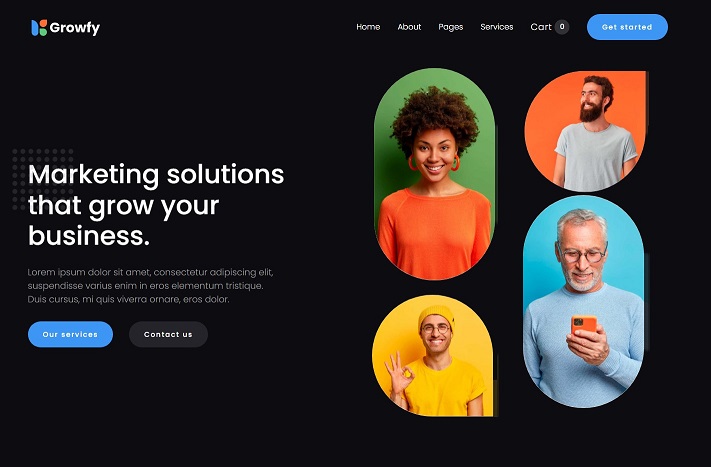 Growfy
Home About Pages Services Cart 0 Get started
Marketing solutions
that grow your
business.
Lorem ipsum dolor sit amet, consectetur adipiscing elit,
suspendisse varius enim in eros elementum tristique.
Duis cursus, mi quis viverra ornare, eros dolor.
Our services Contact us